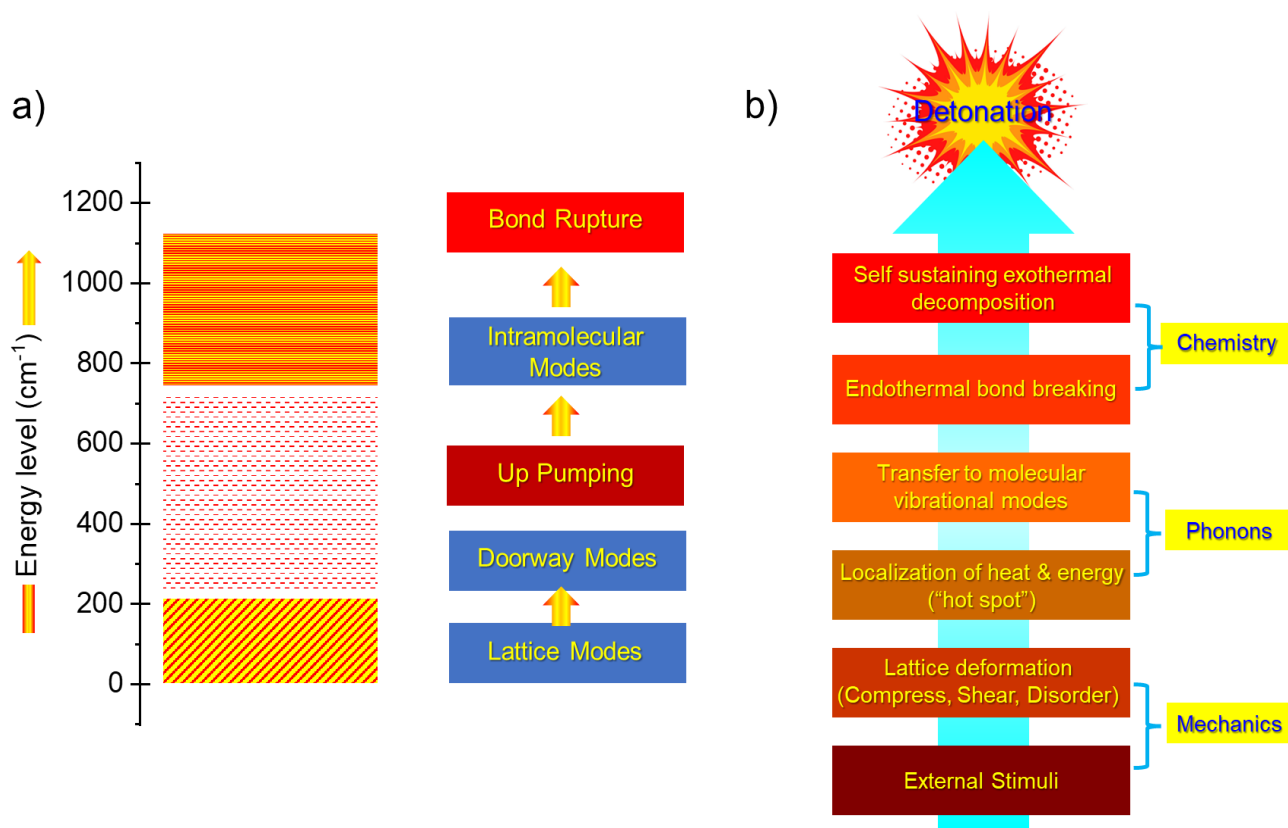 a)
Energy level (cm-1)
1200
1000
800
600
400
200
0
Bond Rupture
Intramolecular
Modes
Up Pumping
Doorway Modes
Lattice Modes
b)
Detonation
Self sustaining exothermal
decomposition
Endothermal bond breaking
Chemistry
Transfer to molecular
vibrational modes
Localization of heat & energy
(“hot spot”)
Phonons
Lattice deformation
(Compress, Shear, Disorder)
External Stimuli
Mechanics